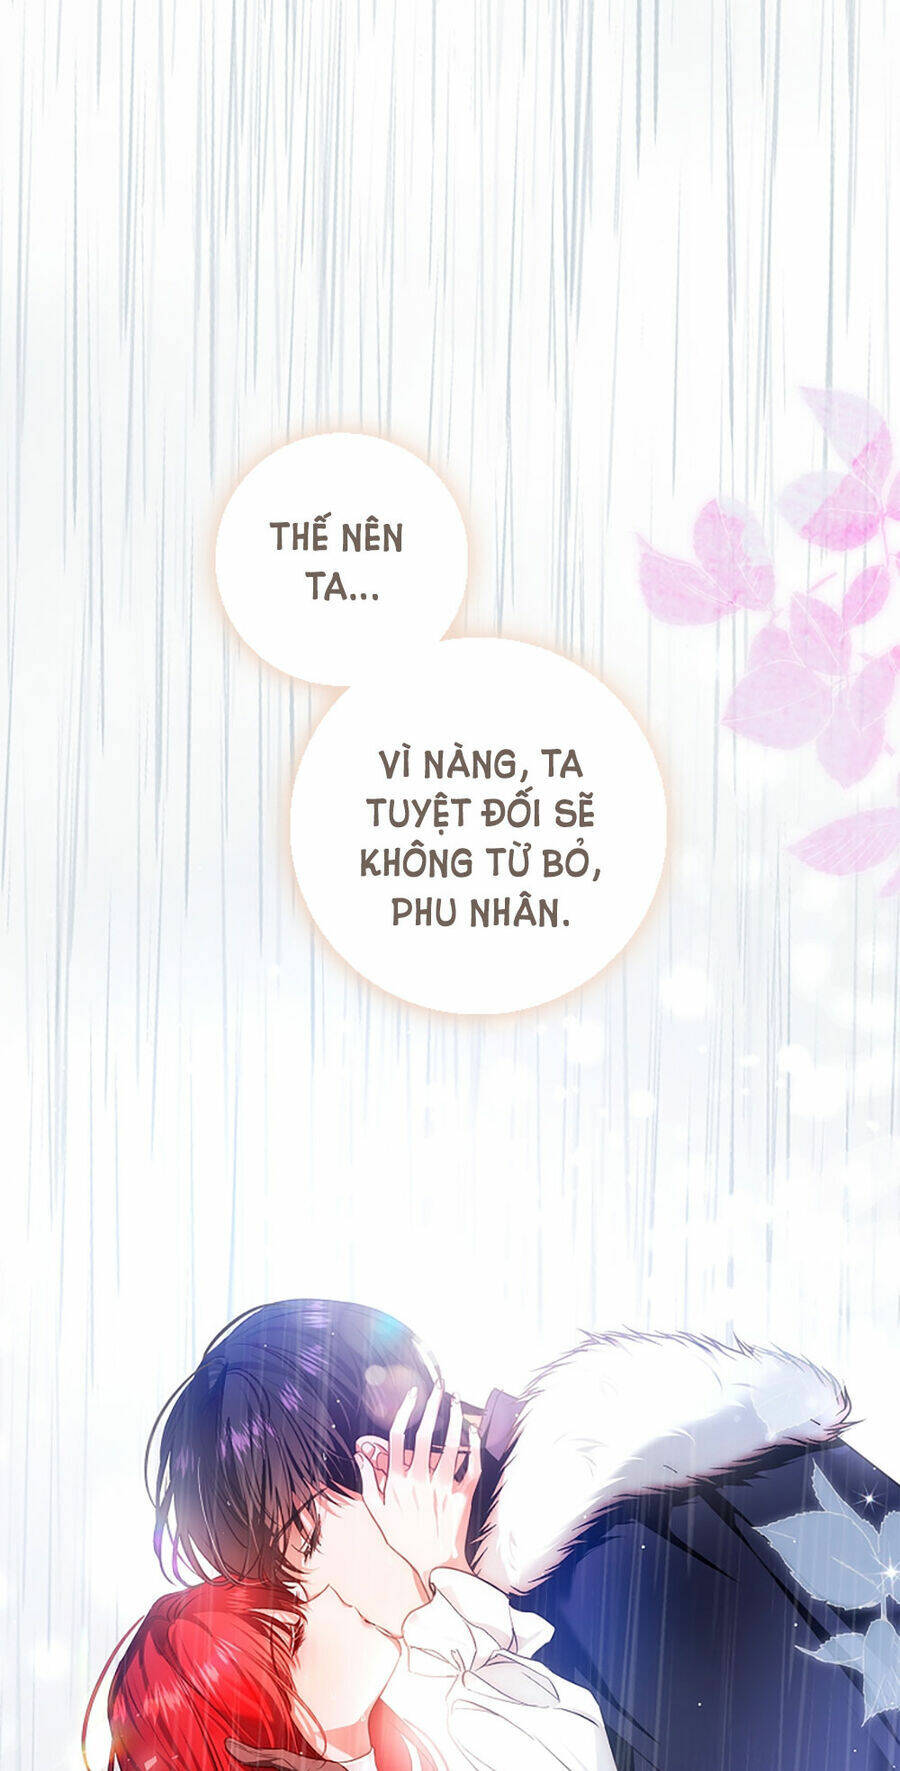 THẾ NÊN
TA...
VÌ NÀNG, TA
TUYỆT ĐỐI SẼ
KHÔNG TỪ BỎ,
PHU NHÂN.